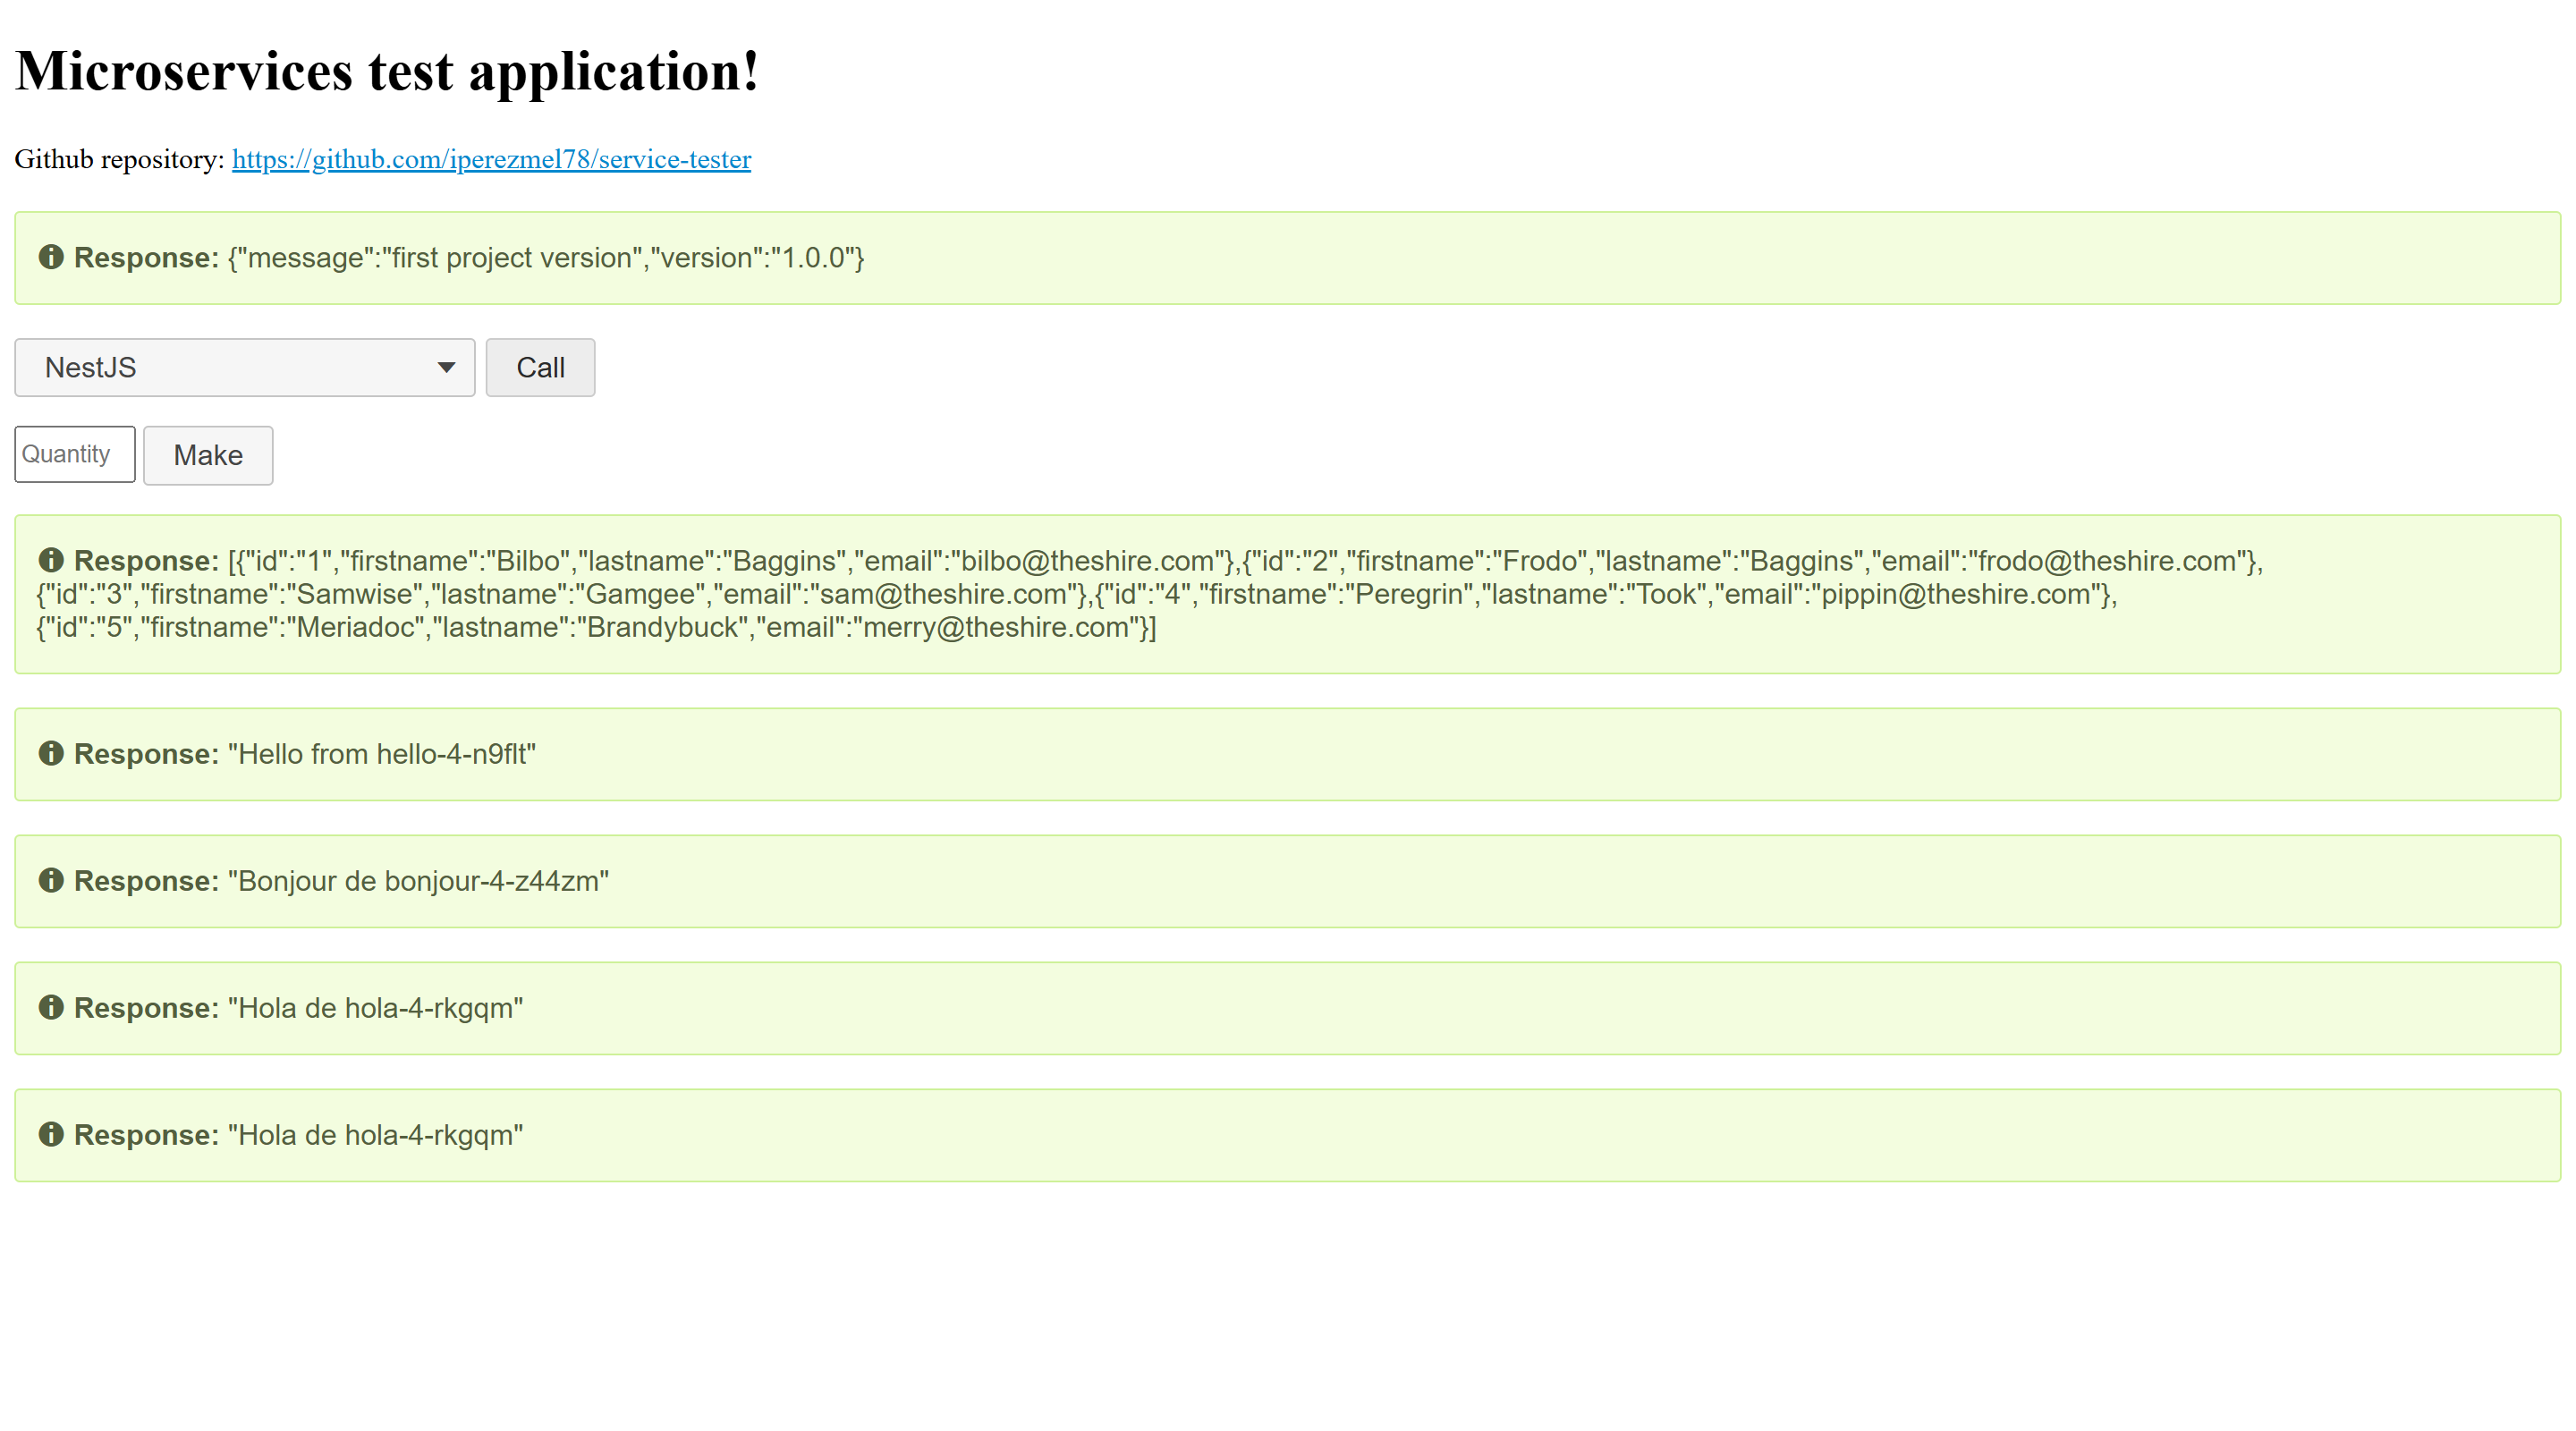 Microservices test application!
Github repository: https://github.com/iperezmel78/service-tester
Response: {"message":"first project version","version":"1.0.0"}
NestJS Call
Quantity Make
Response: [{"id":"1","firstname":"Bilbo","lastname":"Baggins","email":"bilbo@theshire.com"},{"id":"2","firstname":"Frodo","lastname":"Baggins","email":"frodo@theshire.com"},
{"id":"3","firstname":"Samwise","lastname":"Gamgee","email":"sam@theshire.com"},{"id":"4","firstname":"Peregrin","lastname":"Took","email":"pippin@theshire.com"},
{"id":"5","firstname":"Meriadoc","lastname":"Brandybuck","email":"merry@theshire.com"}]
Response: "Hello from hello-4-n9flt"
Response: "Bonjour de bonjour-4-z44zm"
Response: "Hola de hola-4-rkgqm"
Response: "Hola de hola-4-rkgqm"